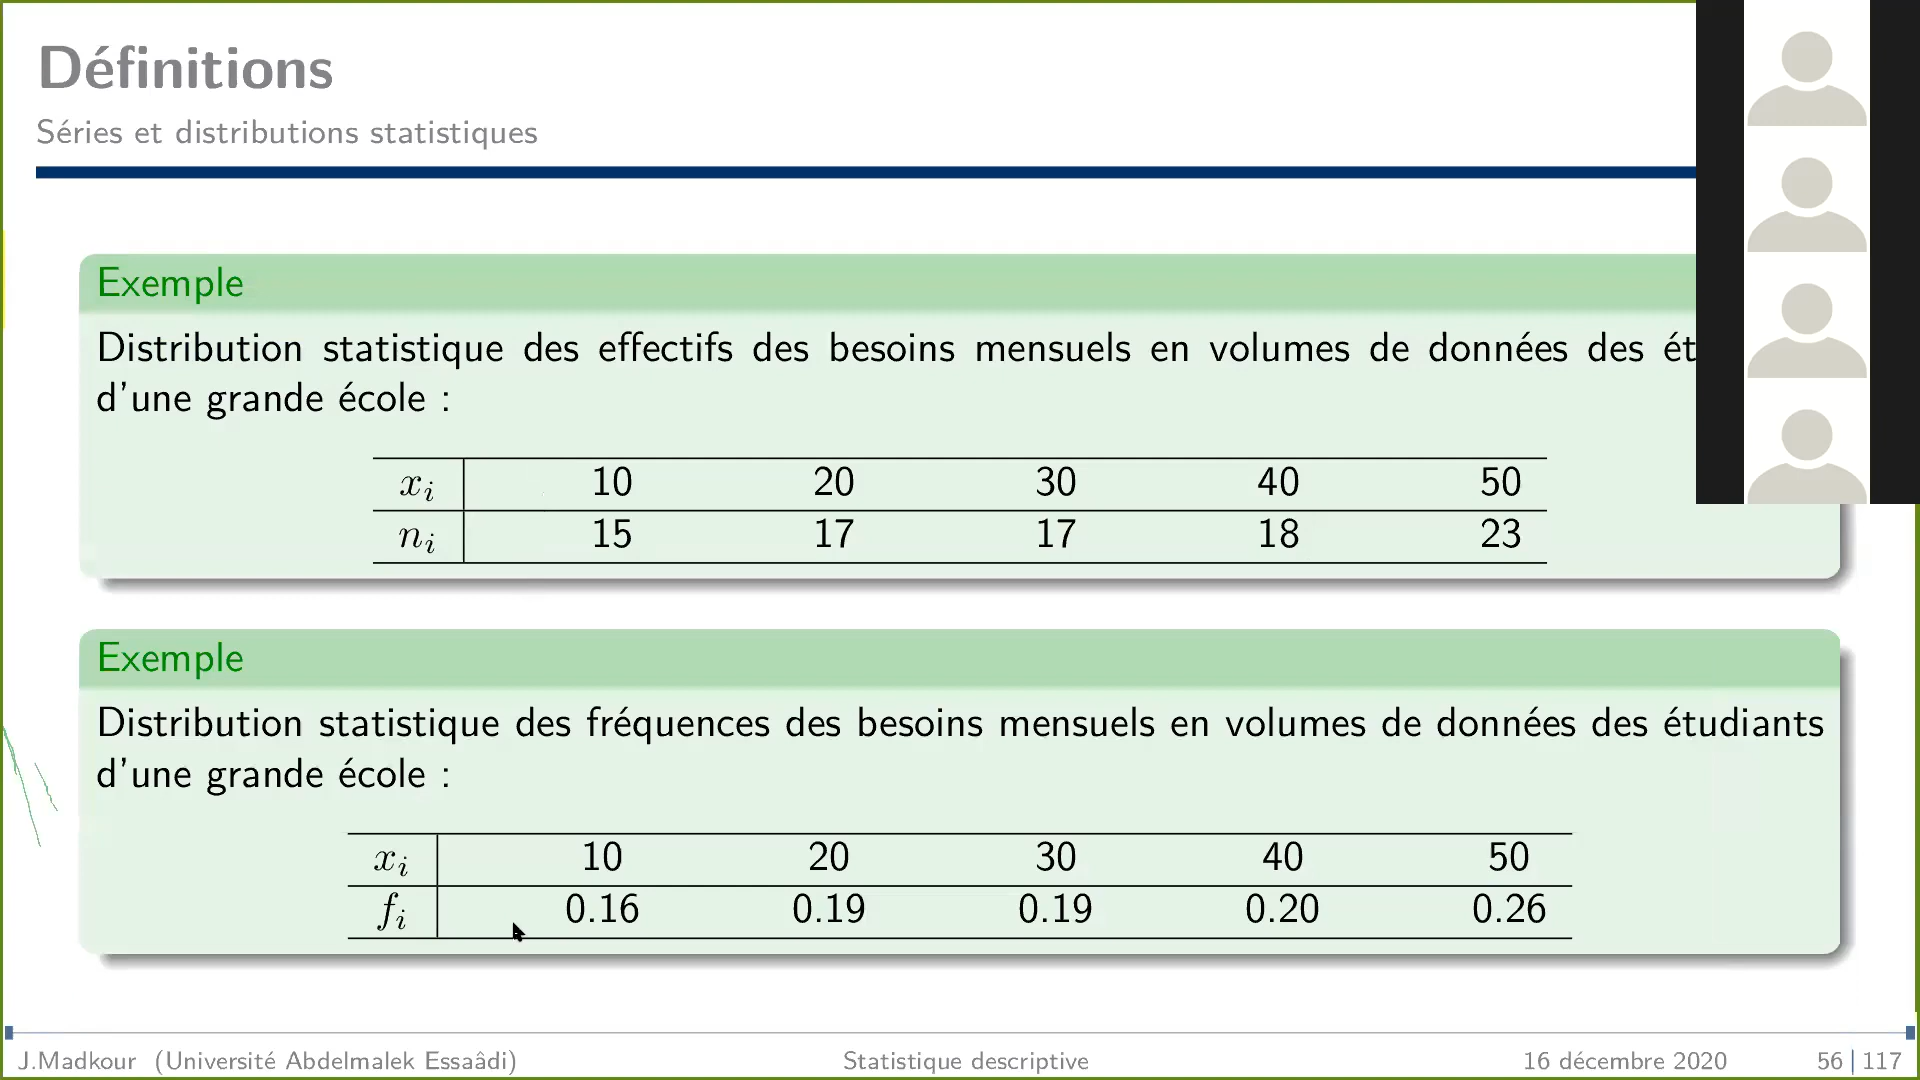 Définitions
Séries et distributions statistiques
Exemple
Distribution statistique des effectifs des besoins mensuels en volumes de données des
d'une grande école :
xi 10 20 30 40 50
ni 15 17 17 18 23
Exemple
Distribution statistique des fréquences des besoins mensuels en volumes de données des étudiants
d'une grande école :
xi 10 20 30 40 50
fi 0.16 0.19 0.19 0.20 0.26
J.Madkour (Université Abdelmalek Essaâdi) Statistique descriptive 16 décembre 2020 56 | 117